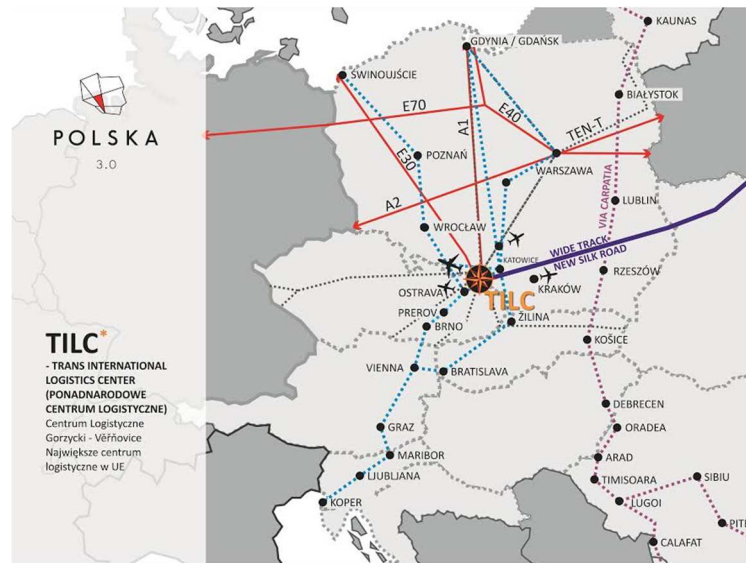 KAUNAS
GDYNIA / GDAŃSK
ŚWINOUJŚCIE
BIAŁYSTOK
E70
A1
E40
TEN-T
POLSKA
3.0
E30
POZNAŃ
WARSZAWA
A2
VIA CARPATIA
LUBLIN
WROCŁAW
WIDE TRACK
NEW SILK ROAD
KATOWICE
RZESZÓW
OSTRAVA
TILC
KRAKÓW
PREROV
ŽILINA
BRNO
KOŠICE
TILC*
- TRANS INTERNATIONAL
LOGISTICS CENTER
(PONADNARODOWE
CENTRUM LOGISTYCZNE)
Centrum Logistyczne
Gorzycki - Věřňovice
Największe centrum
logistyczne w UE
VIENNA
BRATISLAVA
DEBRECEN
GRAZ
ORADEA
MARIBOR
ARAD
LJUBLJANA
TIMISOARA
SIBIU
KOPER
LUGOI
PIT
CALAFAT